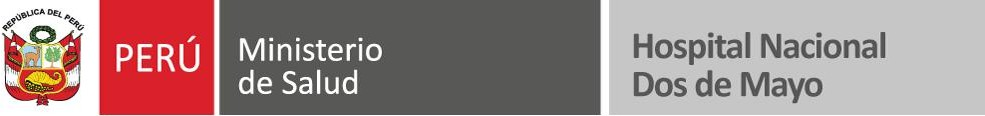 REPÚBLICA DEL PERÚ
PERÚ
Ministerio
de Salud
Hospital Nacional
Dos de Mayo